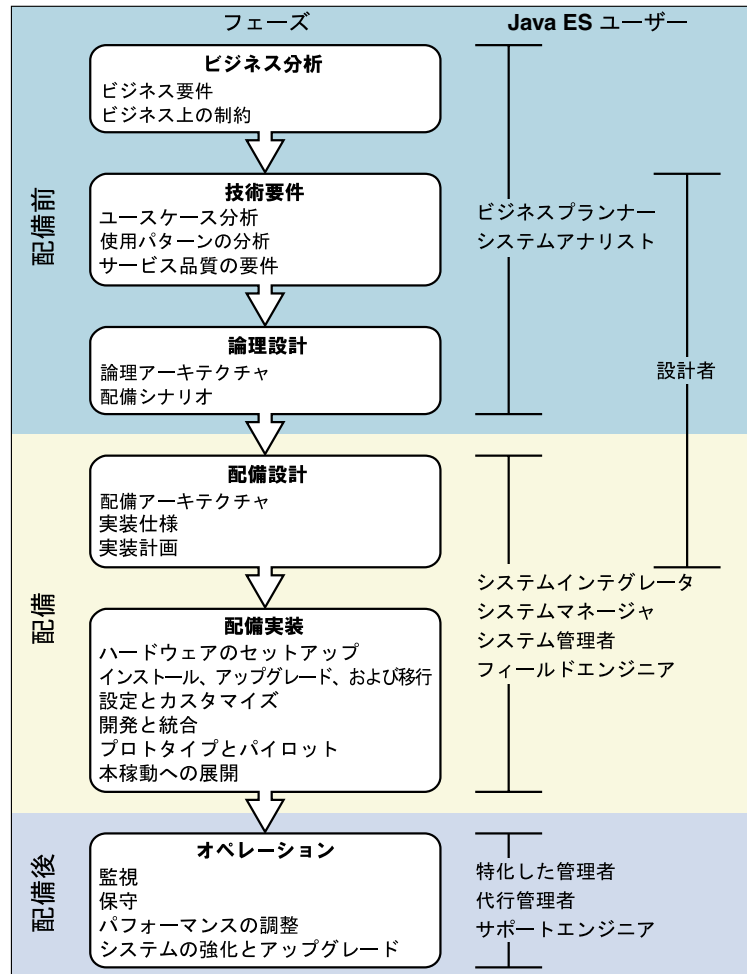 フェーズ
Java ES ユーザー
配備前
ビジネス分析
ビジネス要件
ビジネス上の制約
技術要件
ユースケース分析
使用パターンの分析
サービス品質の要件
論理設計
論理アーキテクチャ
配備シナリオ
ビジネスプランナー
システムアナリスト
設計者
配備
配備設計
配備アーキテクチャ
実装仕様
実装計画
配備実装
ハードウェアのセットアップ
インストール、アップグレード、および移行
設定とカスタマイズ
開発と統合
プロトタイプとパイロット
本稼動への展開
システムインテグレータ
システムマネージャ
システム管理者
フィールドエンジニア
配備後
オペレーション
監視
保守
パフォーマンスの調整
システムの強化とアップグレード
特化した管理者
代行管理者
サポートエンジニア